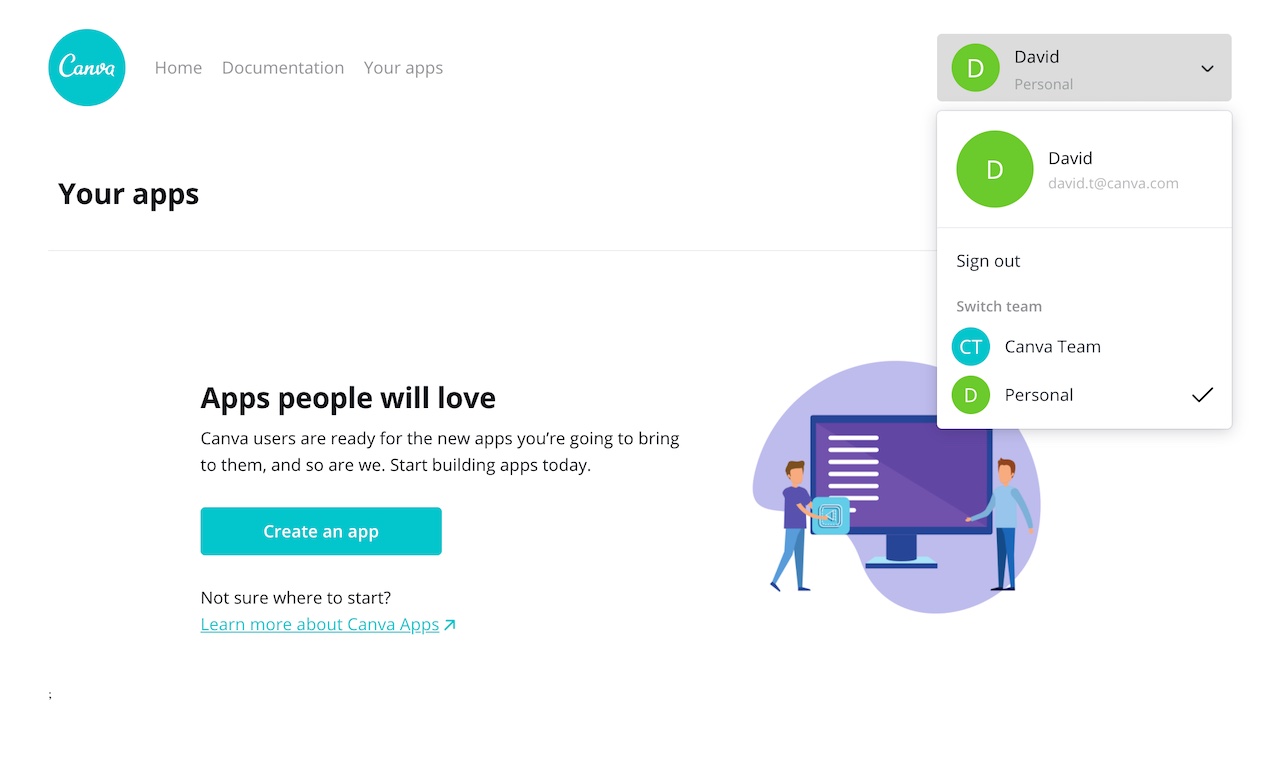 Canva
Home Documentation Your apps
D
David
Personal
D
David
david.t@canva.com
Your apps
Sign out
Switch team
CT Canva Team
D Personal
Apps people will love
Canva users are ready for the new apps you’re going to bring
to them, and so are we. Start building apps today.
Create an app
Not sure where to start?
Learn more about Canva Apps
;